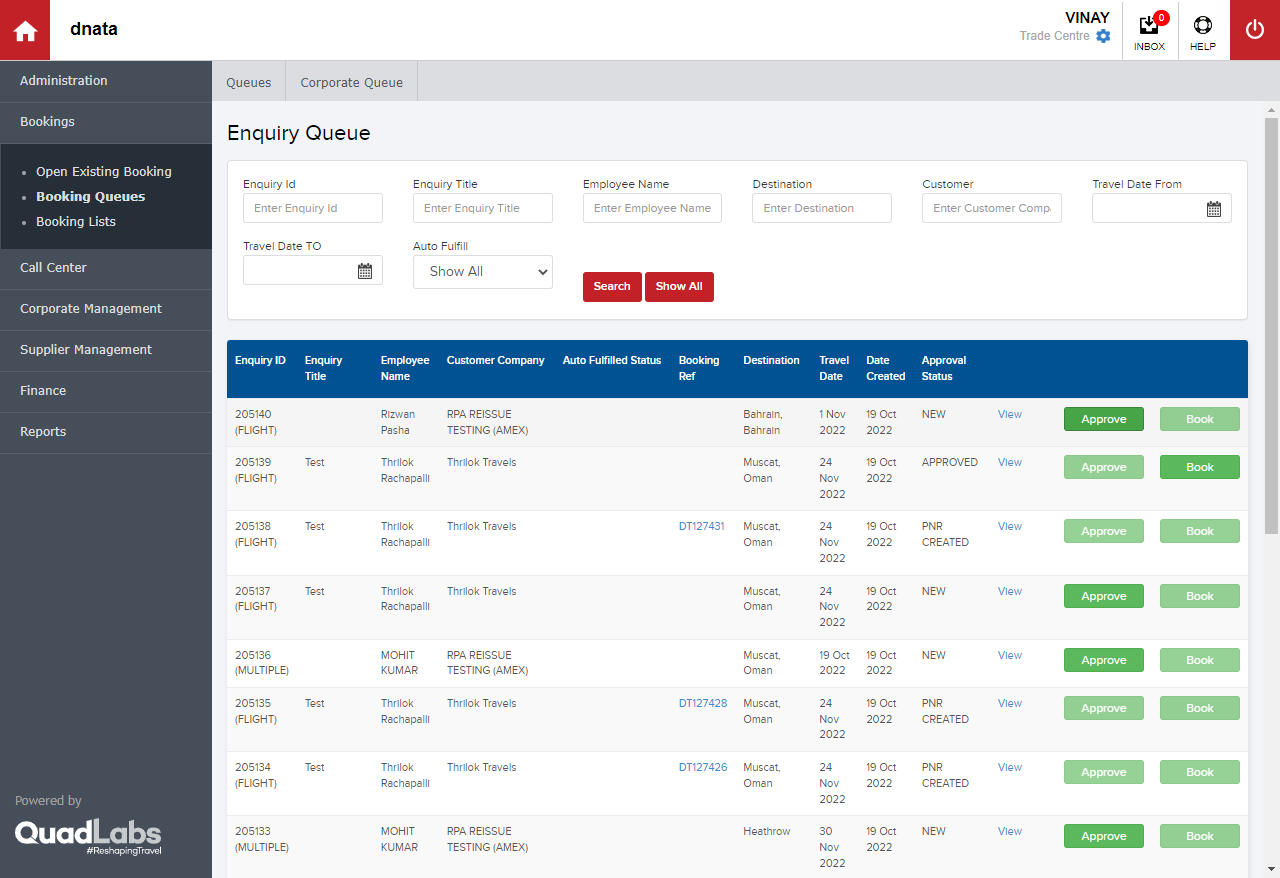 dnata
VINAY
Trade Centre
0
INBOX
HELP
Administration
Bookings
Open Existing Booking
Booking Queues
Booking Lists
Call Center
Corporate Management
Supplier Management
Finance
Reports
Powered by
QuadLabs
#ReshapingTravel
Queues
Corporate Queue
Enquiry Queue
Enquiry Id
Enquiry Title
Employee Name
Destination
Customer
Travel Date From
Enter Enquiry Id
Enter Enquiry Title
Enter Employee Name
Enter Destination
Enter Customer Comp
Travel Date TO
Auto Fulfill
Show All
Search
Show All
Enquiry ID
Enquiry
Title
Employee
Name
Customer Company
Auto Fulfilled Status
Booking
Ref
Destination
Travel
Date
Date
Created
Approval
Status
205140
(FLIGHT)
Rizwan
Pasha
RPA REISSUE
TESTING (AMEX)
Bahrain,
Bahrain
1 Nov
2022
19 Oct
2022
NEW
View
Approve
Book
205139
(FLIGHT)
Test
Thrilok
Rachapalli
Thrilok Travels
Muscat,
Oman
24
Nov
2022
19 Oct
2022
APPROVED
View
Approve
Book
205138
(FLIGHT)
Test
Thrilok
Rachapalli
Thrilok Travels
DT127431
Muscat,
Oman
24
Nov
2022
19 Oct
2022
PNR
CREATED
View
Approve
Book
205137
(FLIGHT)
Test
Thrilok
Rachapalli
Thrilok Travels
Muscat,
Oman
24
Nov
2022
19 Oct
2022
NEW
View
Approve
Book
205136
(MULTIPLE)
MOHIT
KUMAR
RPA REISSUE
TESTING (AMEX)
Muscat,
Oman
19 Oct
2022
19 Oct
2022
NEW
View
Approve
Book
205135
(FLIGHT)
Test
Thrilok
Rachapalli
Thrilok Travels
DT127428
Muscat,
Oman
24
Nov
2022
19 Oct
2022
PNR
CREATED
View
Approve
Book
205134
(FLIGHT)
Test
Thrilok
Rachapalli
Thrilok Travels
DT127426
Muscat,
Oman
24
Nov
2022
19 Oct
2022
PNR
CREATED
View
Approve
Book
205133
(MULTIPLE)
MOHIT
KUMAR
RPA REISSUE
TESTING (AMEX)
Heathrow
30
Nov
2022
19 Oct
2022
NEW
View
Approve
Book